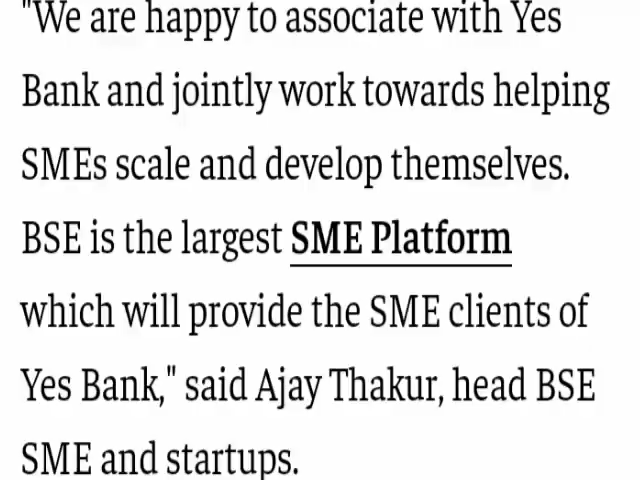 "We are happy to associate with Yes
Bank and jointly work towards helping
SMEs scale and develop themselves.
BSE is the largest SME Platform
which will provide the SME clients of
Yes Bank," said Ajay Thakur, head BSE
SME and startups.